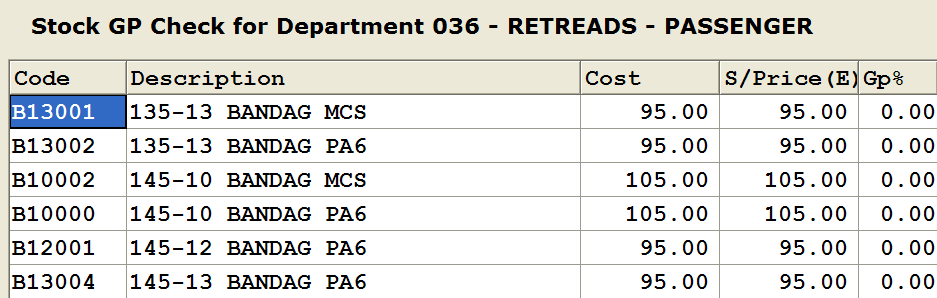 Stock GP Check for Department 036 - RETREADS - PASSENGER
Code Description Cost S/Price(E) Gp%
B13001 135-13 BANDAG MCS 95.00 95.00 0.00
B13002 135-13 BANDAG PA6 95.00 95.00 0.00
B10002 145-10 BANDAG MCS 105.00 105.00 0.00
B10000 145-10 BANDAG PA6 105.00 105.00 0.00
B12001 145-12 BANDAG PA6 95.00 95.00 0.00
B13004 145-13 BANDAG PA6 95.00 95.00 0.00